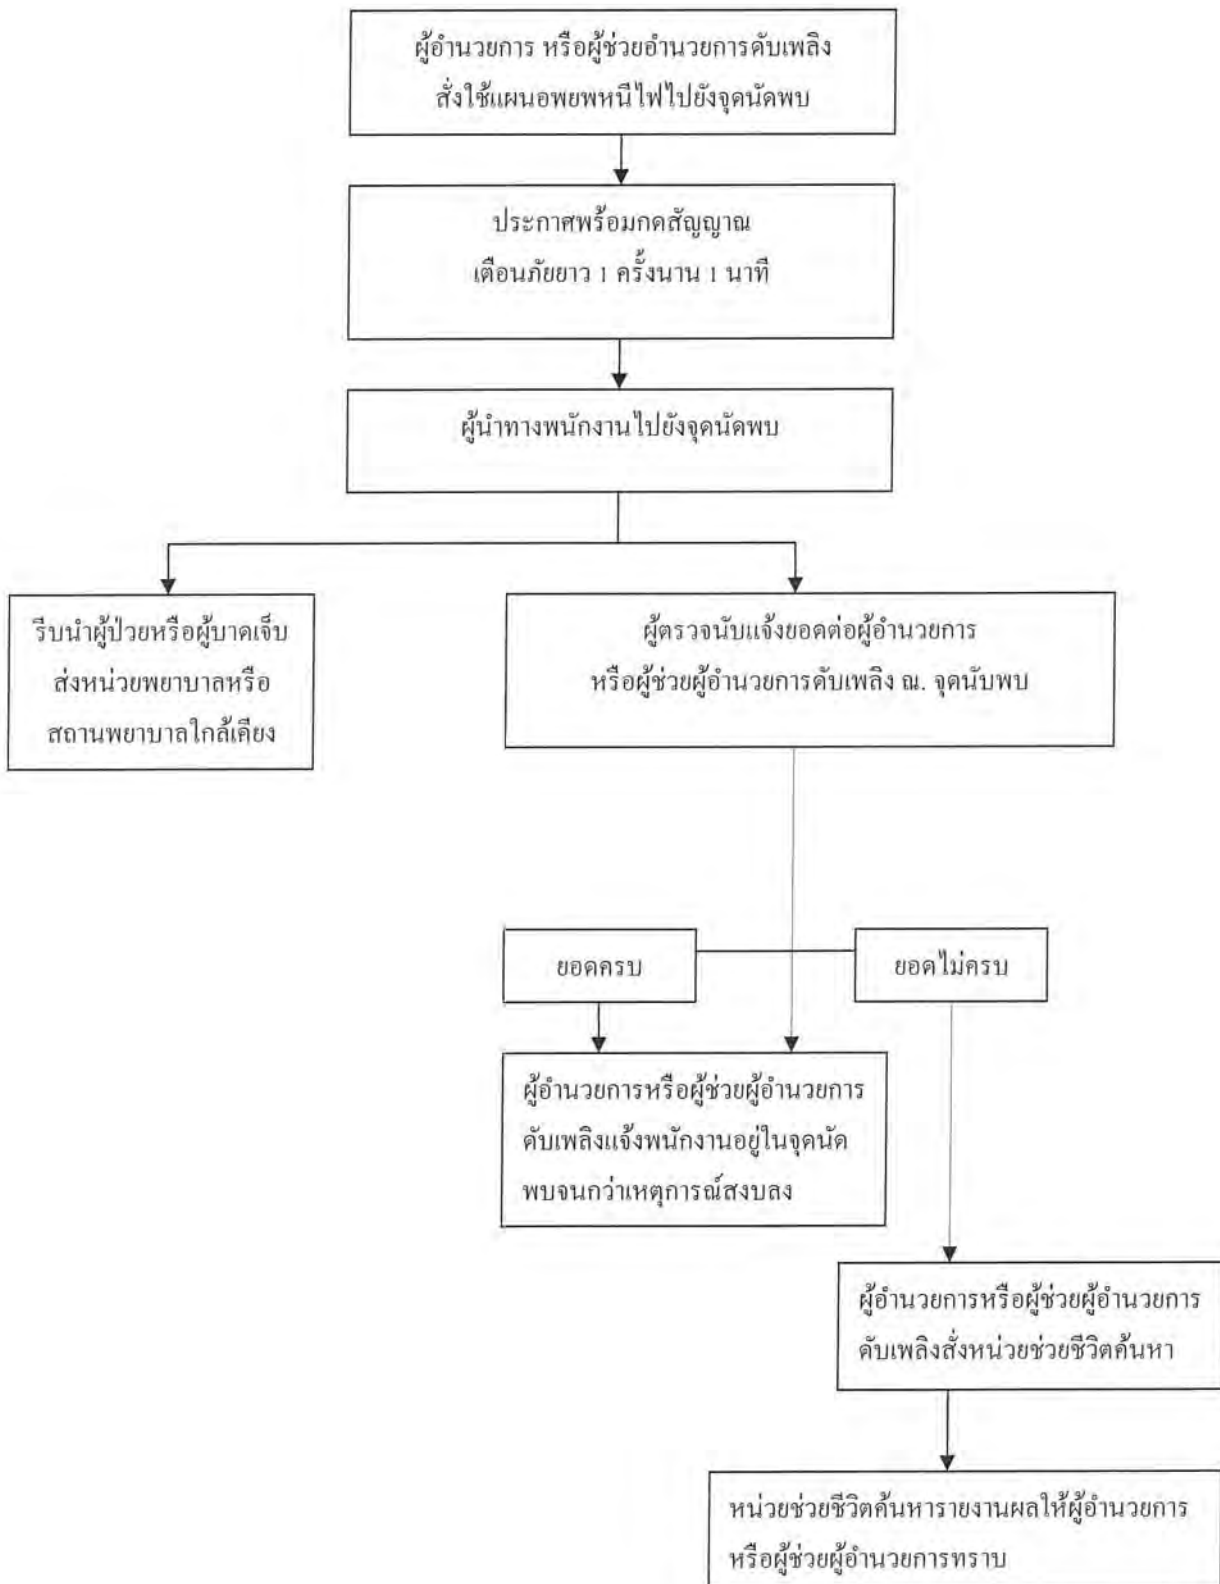 ผู้อำนวยการ หรือผู้ช่วยอำนวยการดับเพลิง
สั่งใช้แผนอพยพหนีไฟไปยังจุดนัดพบ
ประกาศพร้อมกดสัญญาณ
เตือนภัยยาว 1 ครั้งนาน 1 นาที
ผู้นำทางพนักงานไปยังจุดนัดพบ
รีบนำผู้ป่วยหรือผู้บาดเจ็บ
ส่งหน่วยพยาบาลหรือ
สถานพยาบาลใกล้เคียง
ผู้ตรวจนับแจ้งยอดต่อผู้อำนวยการ
หรือผู้ช่วยผู้อำนวยการดับเพลิง ณ. จุดนับพบ
ยอดครบ
ยอดไม่ครบ
ผู้อำนวยการหรือผู้ช่วยผู้อำนวยการ
ดับเพลิงแจ้งพนักงานอยู่ในจุดนัด
พบจนกว่าเหตุการณ์สงบลง
ผู้อำนวยการหรือผู้ช่วยผู้อำนวยการ
ดับเพลิงสั่งหน่วยช่วยชีวิตค้นหา
หน่วยช่วยชีวิตค้นหารายงานผลให้ผู้อำนวยการ
หรือผู้ช่วยผู้อำนวยการทราบ